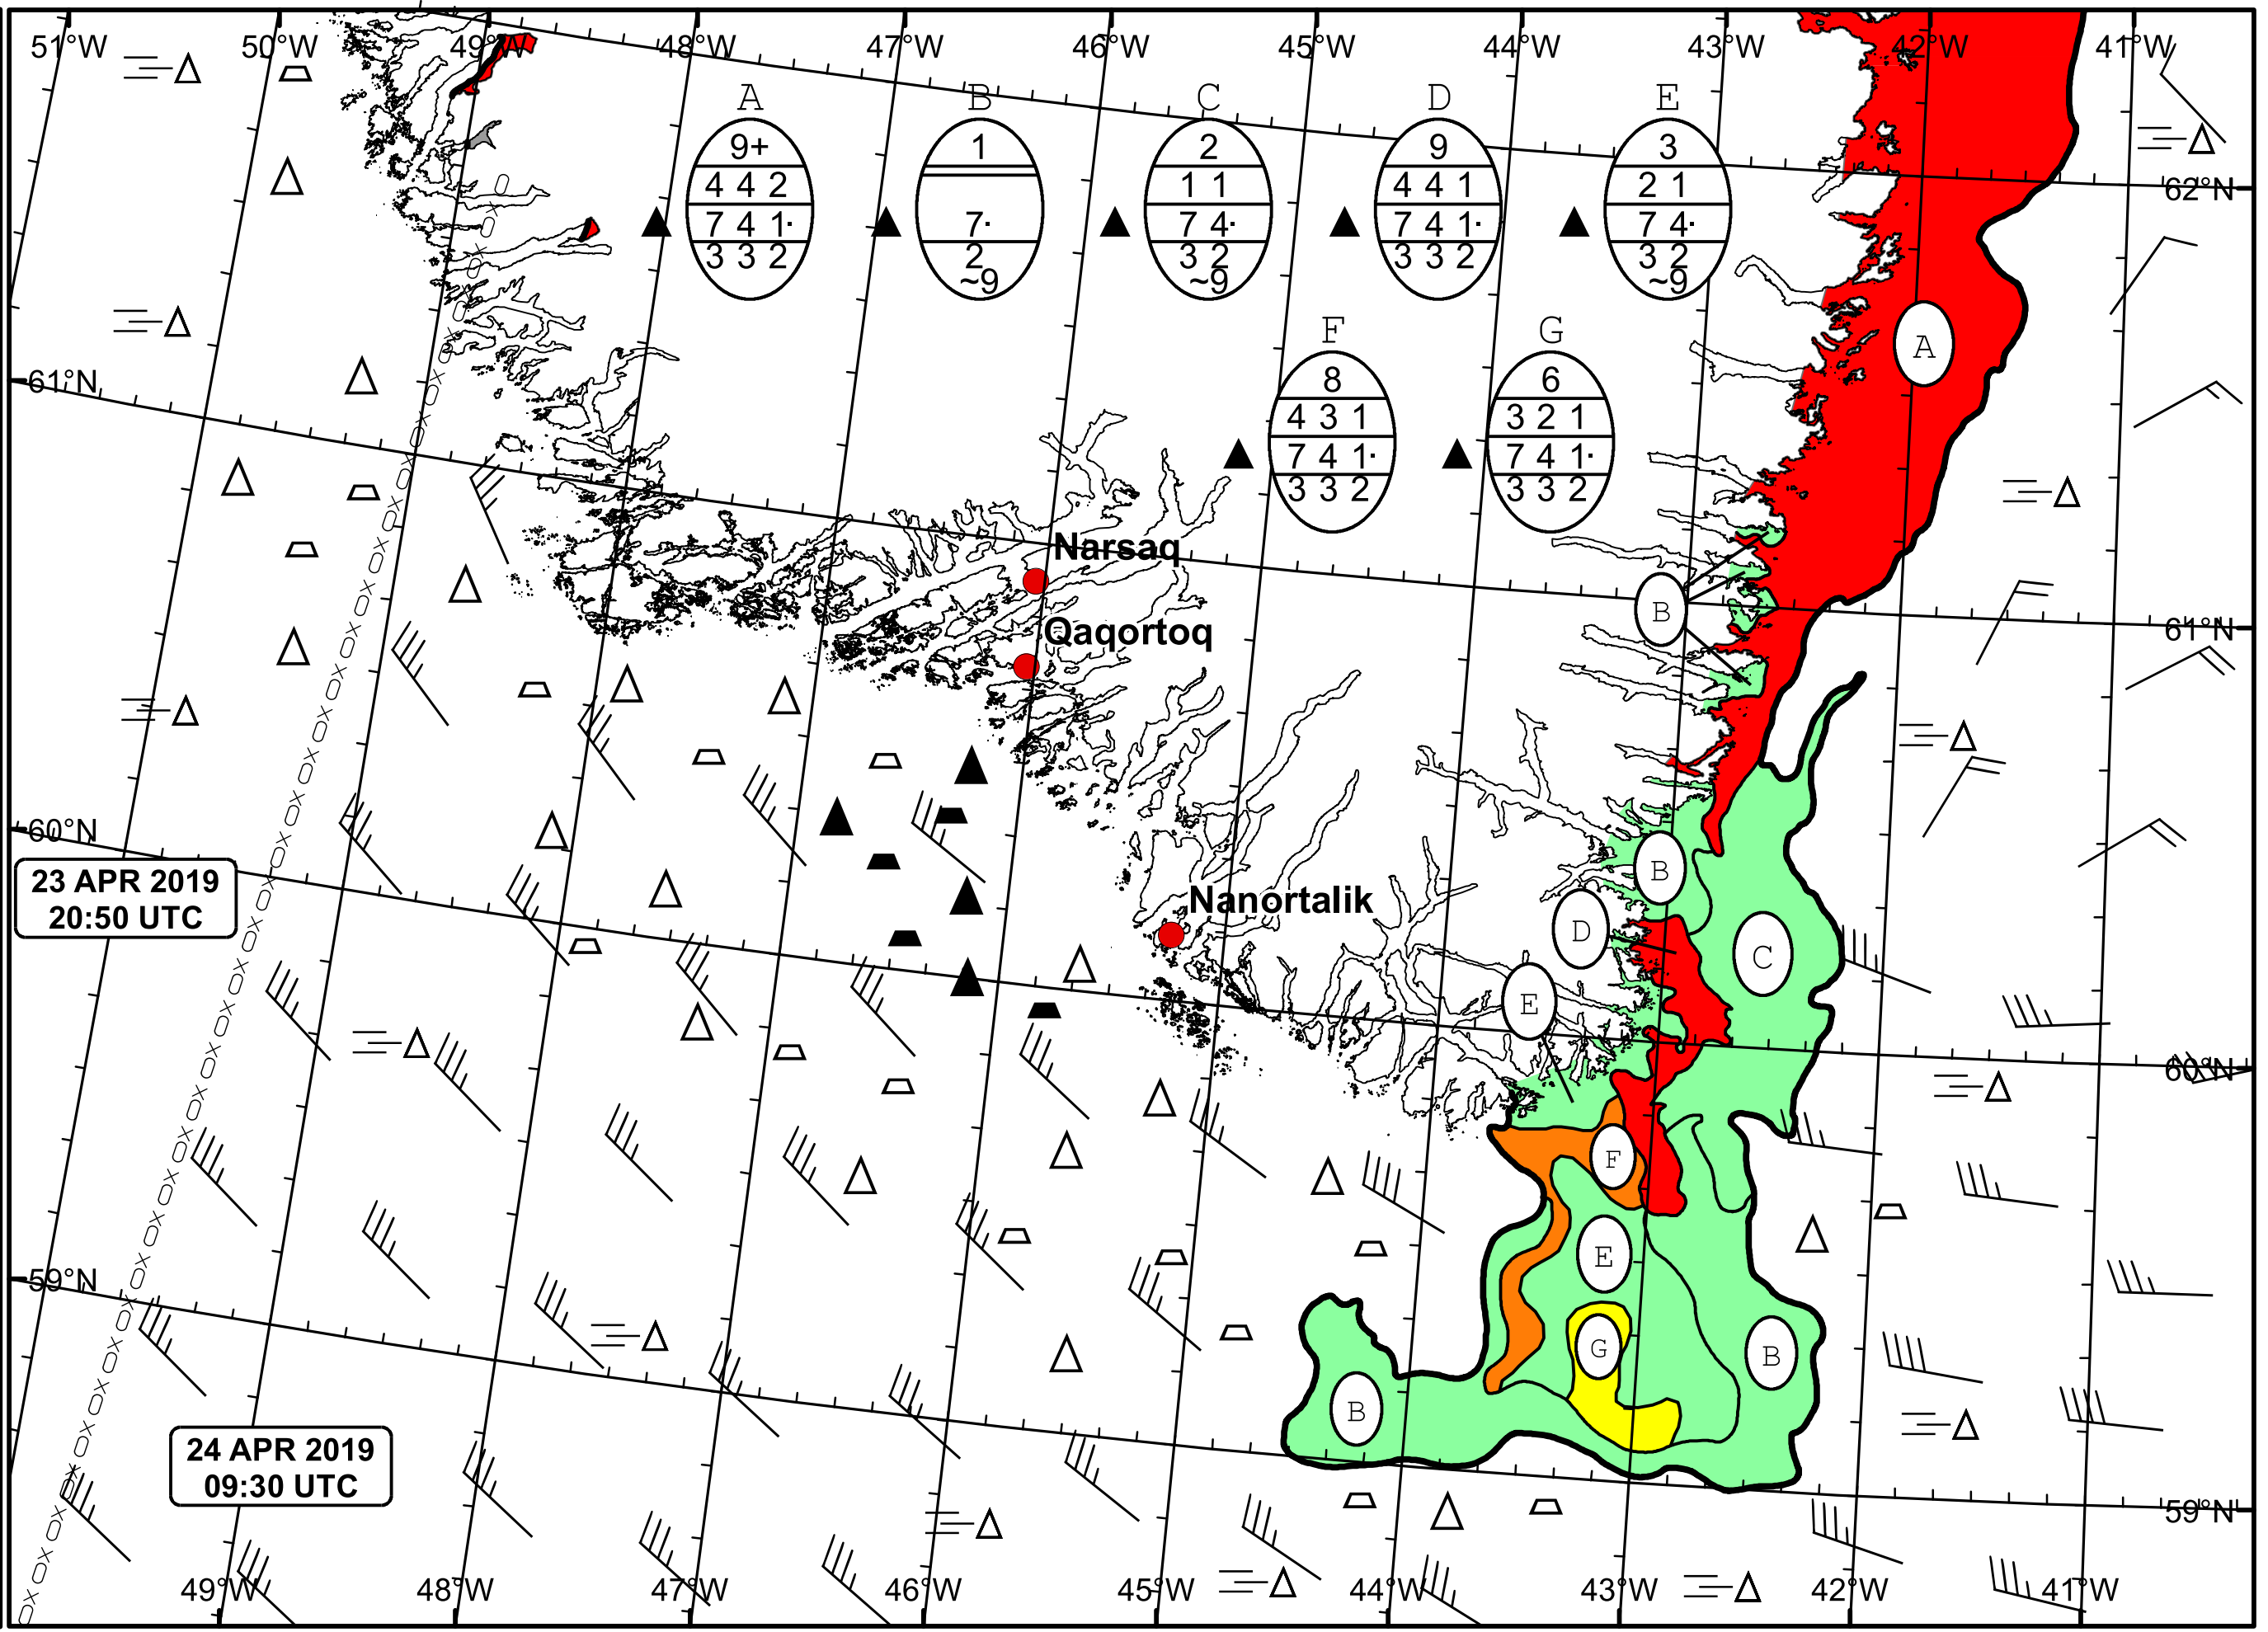 51°W 50°W 49°W 48°W 47°W 46°W 45°W 44°W 43°W 42°W 41°W
A B C D E
9+ 1 2 9 3
4 4 2 1 1 4 4 1 2 1
7 4 1· 7· 7 4· 7 4 1· 7 4·
3 3 2 2 3 2 3 3 2 3 2
~9 ~9 ~9
62°N
F G
A
8 6
61°N
4 3 1 3 2 1
7 4 1· 7 4 1·
3 3 2 3 3 2
Narsaq
B
61°N
Qaqortoq
60°N
B
23 APR 2019
20:50 UTC
Nanortalik
D
C
E
60°N
F
E
59°N
G
B
B
24 APR 2019
09:30 UTC
59°N
49°W 48°W 47°W 46°W 45°W 44°W 43°W 42°W 41°W